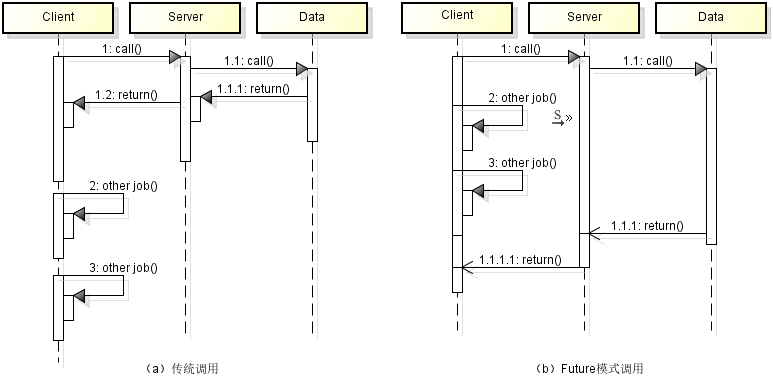 Client
Server
Data
1: call()
1.1: call()
1.1.1: return()
1.2: return()
2: other job()
3: other job()
（a）传统调用
Client
Server
Data
1: call()
1.1: call()
2: other job()
S »
3: other job()
1.1.1: return()
1.1.1.1: return()
（b）Future模式调用